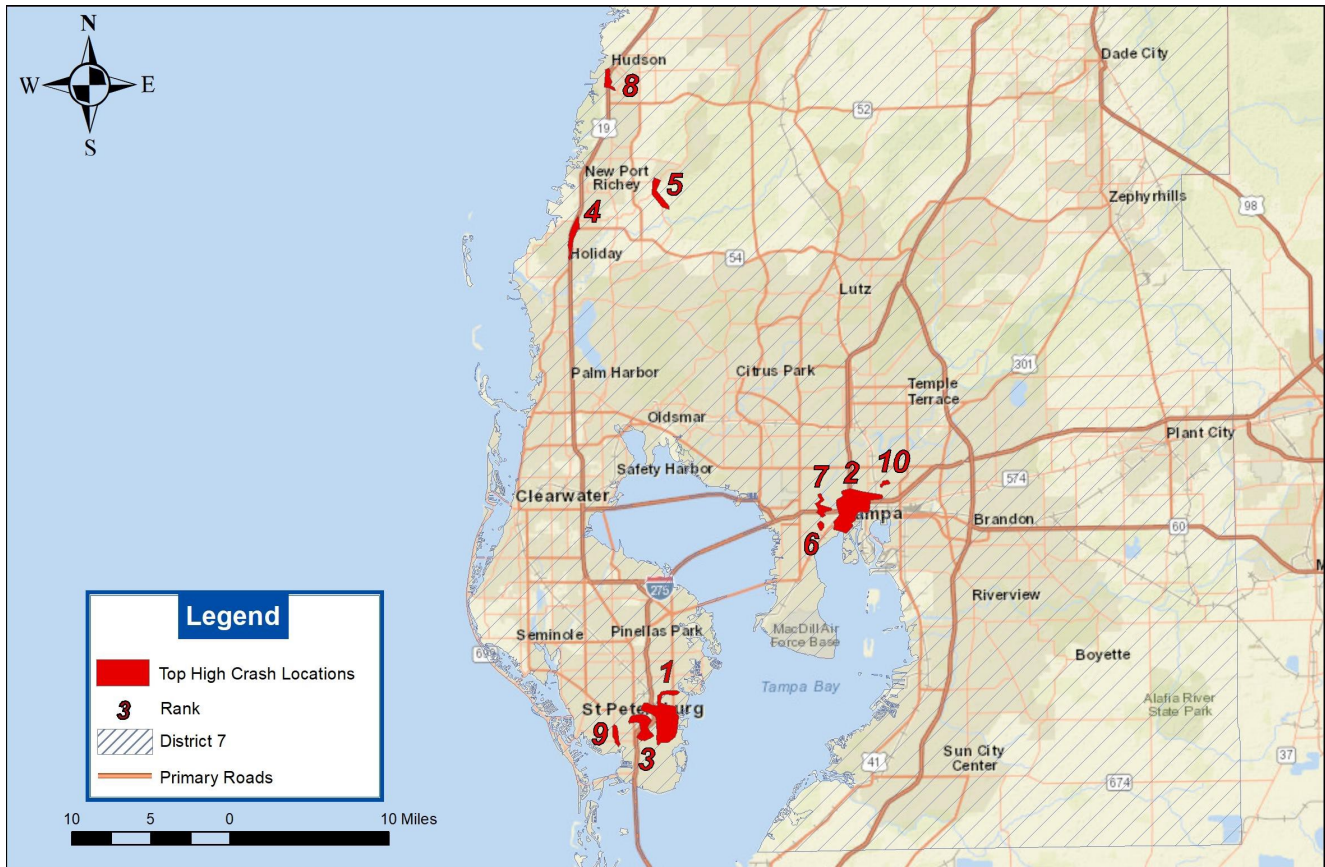 N
W
E
S
Hudson
8
Dade City
52
19
New Port
Richey
5
4
Zephyrhills
98
Holiday
54
Lutz
301
Palm Harbor
Citrus Park
Temple
Terrace
Oldsmar
Plant City
Safety Harbor
7
2
10
574
Clearwater
Brandon
60
6
275
Riverview
Seminole
Pinellas Park
MacDill Air
Force Base
Boyette
1
Tampa Bay
Alafia River
State Park
9
3
Sun City
Center
41
37
674
Legend
Top High Crash Locations
3
Rank
District 7
Primary Roads
10
5
0
10 Miles